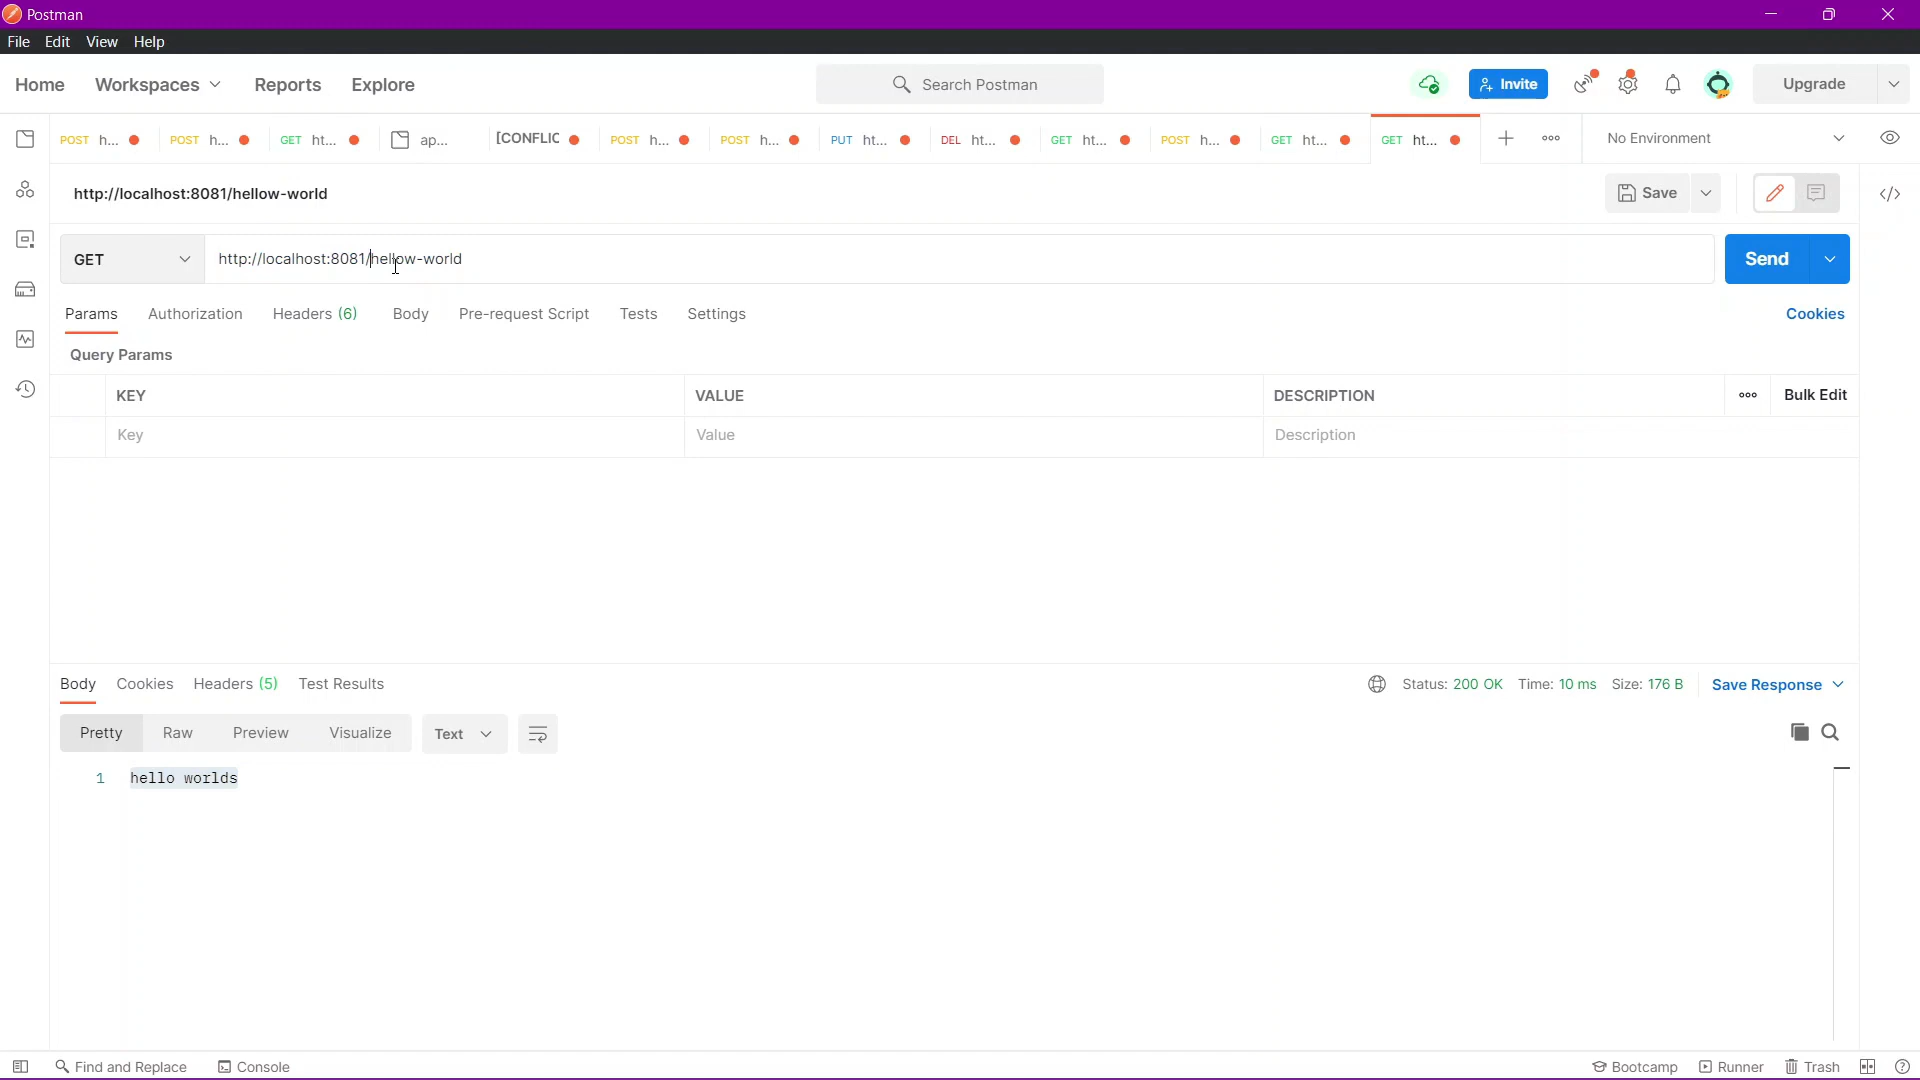 Postman
File Edit View Help
Home Workspaces Reports Explore Search Postman Invite Upgrade
POST h... POST h... GET ht... ap... [CONFLIC POST h... POST h... PUT ht... DEL ht... GET ht... POST h... GET ht... GET ht... No Environment
http://localhost:8081/hellow-world Save
GET http://localhost:8081/hellow-world Send
Params Authorization Headers (6) Body Pre-request Script Tests Settings Cookies
Query Params
KEY VALUE DESCRIPTION Bulk Edit
Key Value Description
Body Cookies Headers (5) Test Results Status: 200 OK Time: 10 ms Size: 176 B Save Response
Pretty Raw Preview Visualize Text
1 hello worlds
Find and Replace Console Bootcamp Runner Trash